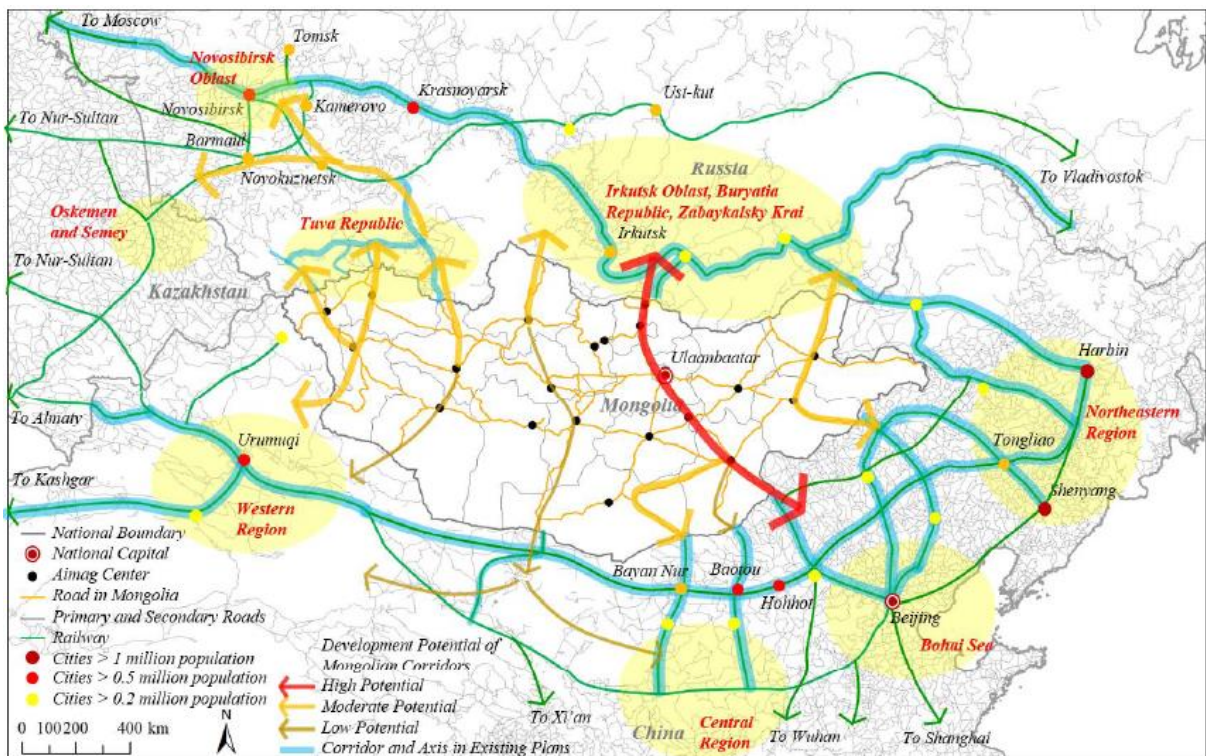 To Moscow
Tomsk
Novosibirsk
Oblast
Krasnoyarsk
Ust-kut
Novosibirsk
Kamerovo
To Nur-Sultan
Barmaul
Novokuznetsk
Russia
To Vladivostok
Irkutsk Oblast, Buryatia
Republic, Zabaykalsky Krai
Oskemen
and Semey
Tuva Republic
Irkutsk
To Nur-Sultan
Kazakhstan
Ulaanbaatar
Harbin
Mongolia
Northeastern
Region
To Almaty
Urumuqi
Tongliao
To Kashgar
Western
Region
Shenyang
National Boundary
National Capital
Aimag Center
Road in Mongolia
Primary and Secondary Roads
Railway
Cities > 1 million population
Cities > 0.5 million population
Cities > 0.2 million population
0 100 200 400 km
N
Bayan Nur
Baotou
Hohhot
Beijing
Bohai Sea
Development Potential of
Mongolian Corridors
High Potential
Moderate Potential
Low Potential
Corridor and Axis in Existing Plans
To Xi'an
China
Central
Region
To Wuhan
To Shanghai